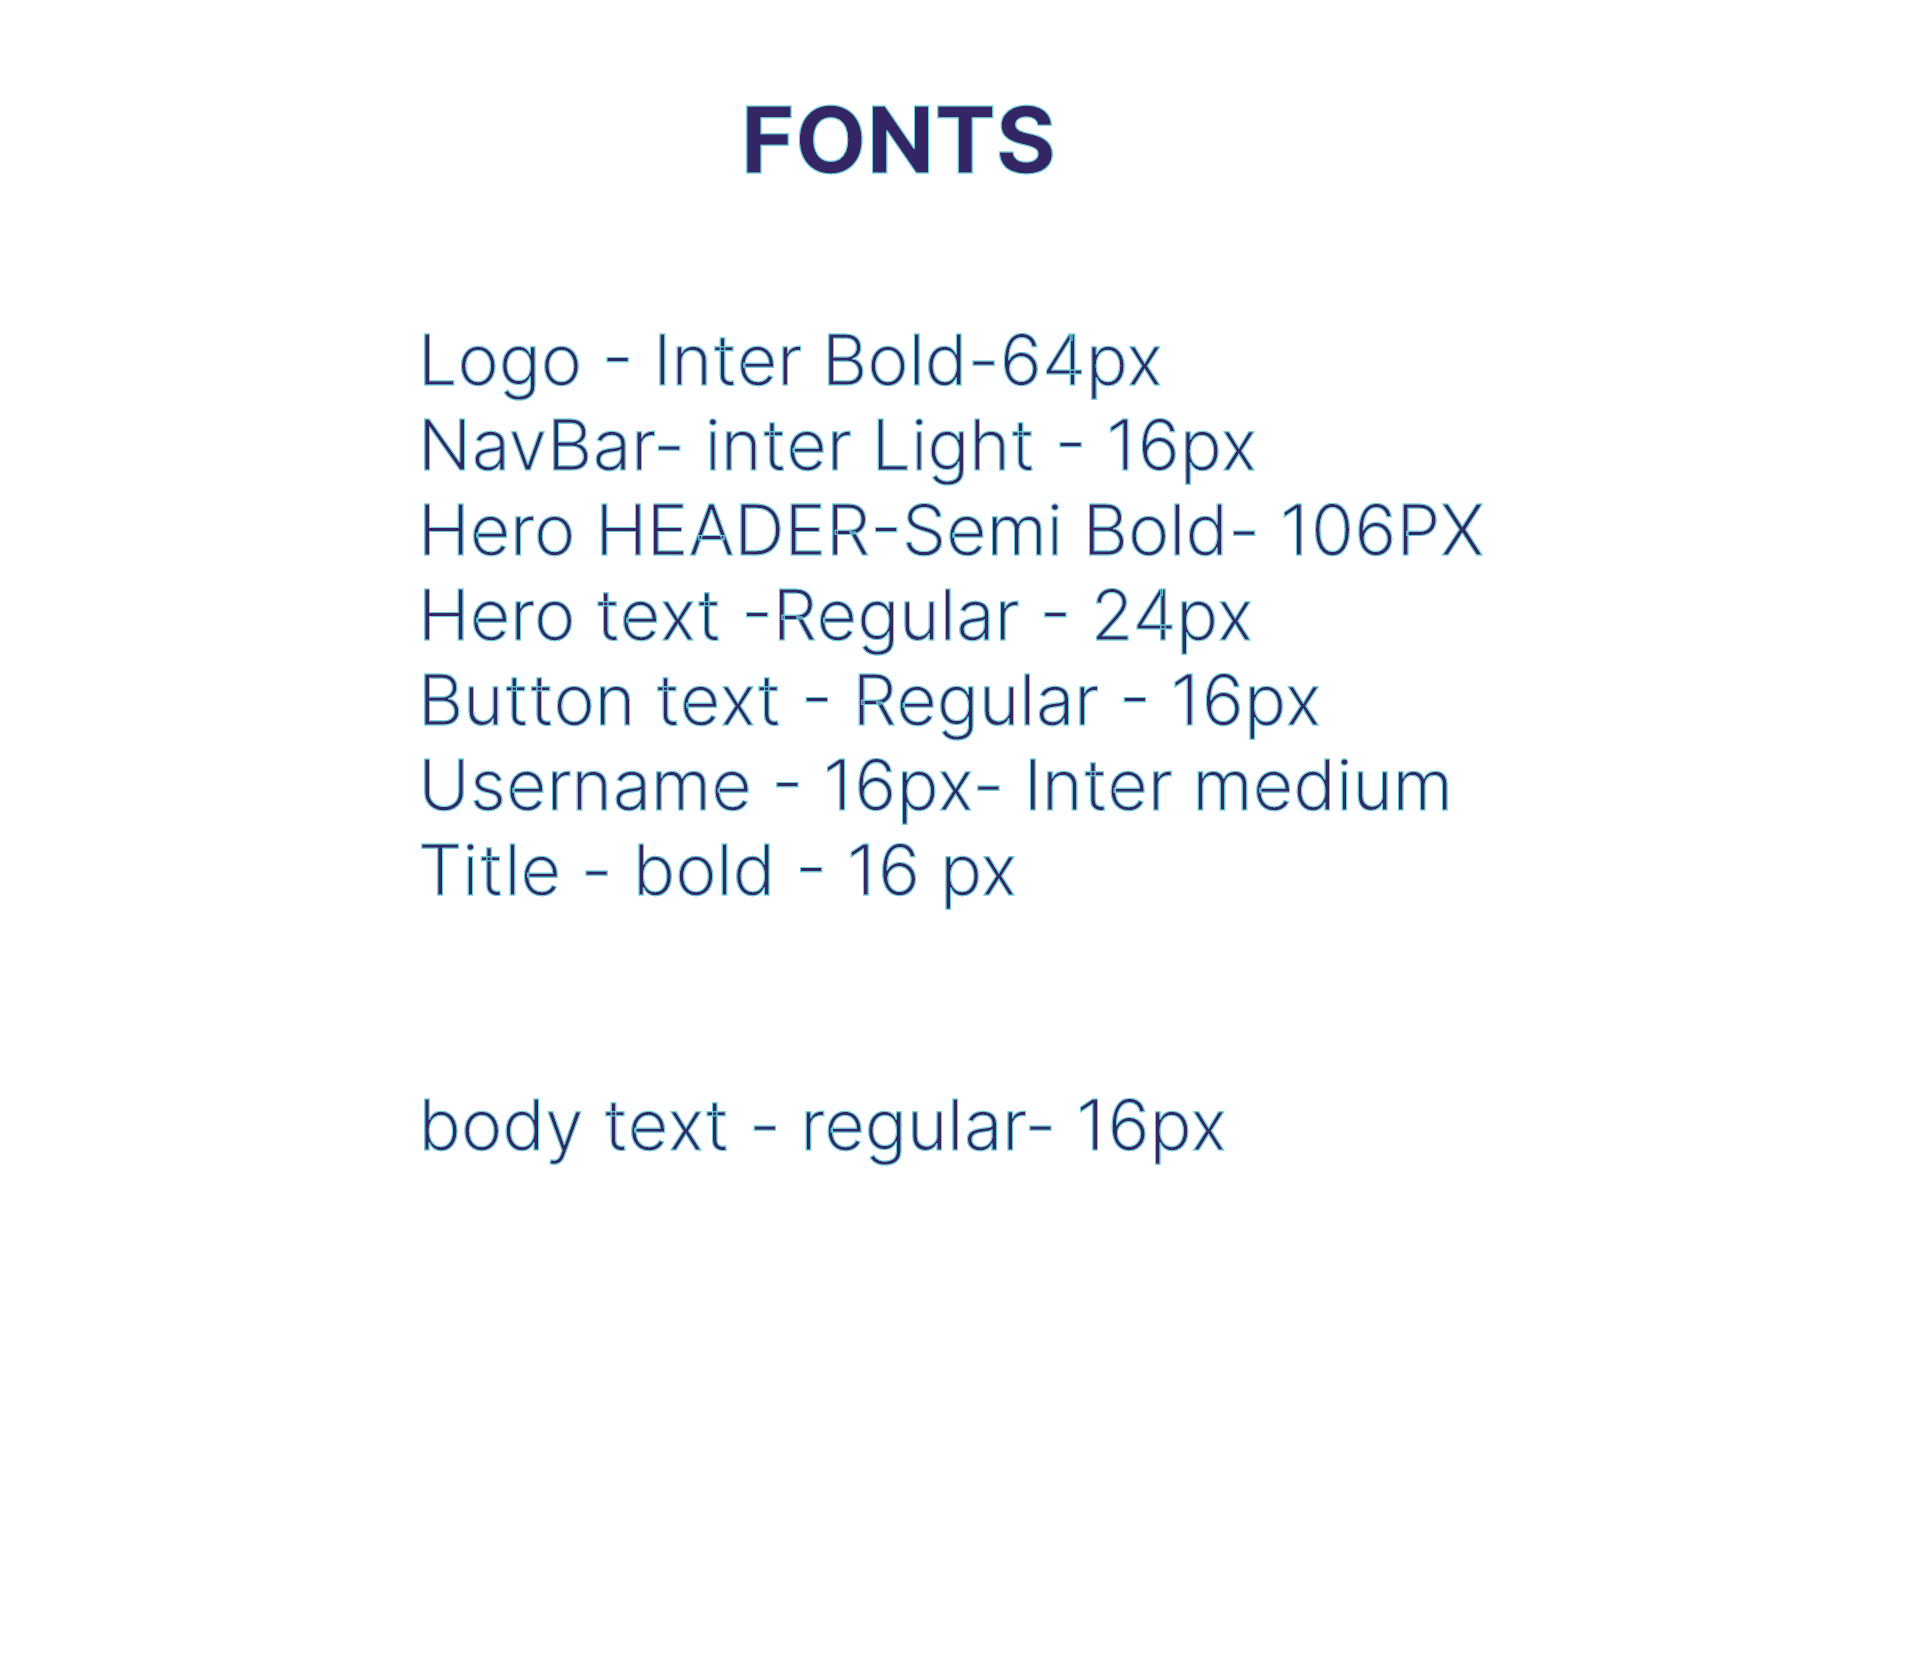 FONTS
Logo - Inter Bold-64px
NavBar- inter Light - 16px
Hero HEADER-Semi Bold- 106PX
Hero text -Regular - 24px
Button text - Regular - 16px
Username - 16px- Inter medium
Title - bold - 16 px
body text - regular- 16px